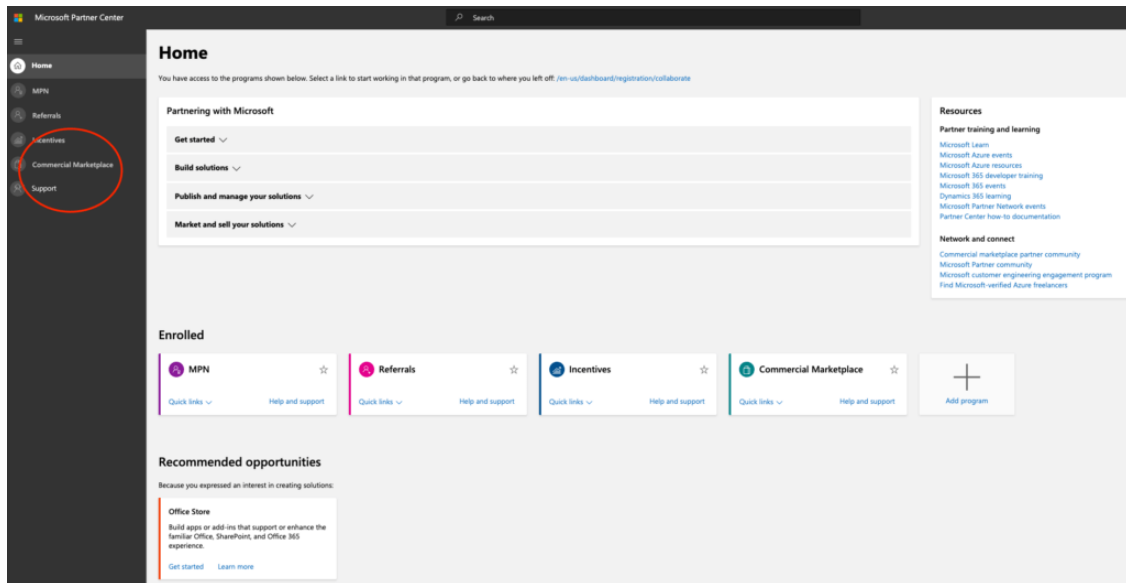 Microsoft Partner Center
Search
Home
MPN
Referrals
Incentives
Commercial Marketplace
Support
Home
You have access to the programs shown below. Select a link to start working in that program, or go back to where you left off: /en-us/dashboard/registration/collaborate
Partnering with Microsoft
Get started
Build solutions
Publish and manage your solutions
Market and sell your solutions
Resources
Partner training and learning
Microsoft Learn
Microsoft Azure events
Microsoft Azure resources
Microsoft 365 developer training
Microsoft 365 events
Dynamics 365 learning
Microsoft Partner Network events
Partner Center how-to documentation
Network and connect
Commercial marketplace partner community
Microsoft Partner community
Microsoft customer engineering engagement program
Find Microsoft-verified Azure freelancers
Enrolled
MPN
Quick links Help and support
Referrals
Quick links Help and support
Incentives
Quick links Help and support
Commercial Marketplace
Quick links Help and support
Add program
Recommended opportunities
Because you expressed an interest in creating solutions:
Office Store
Build apps or add-ins that support or enhance the
familiar Office, SharePoint, and Office 365
experience.
Get started Learn more